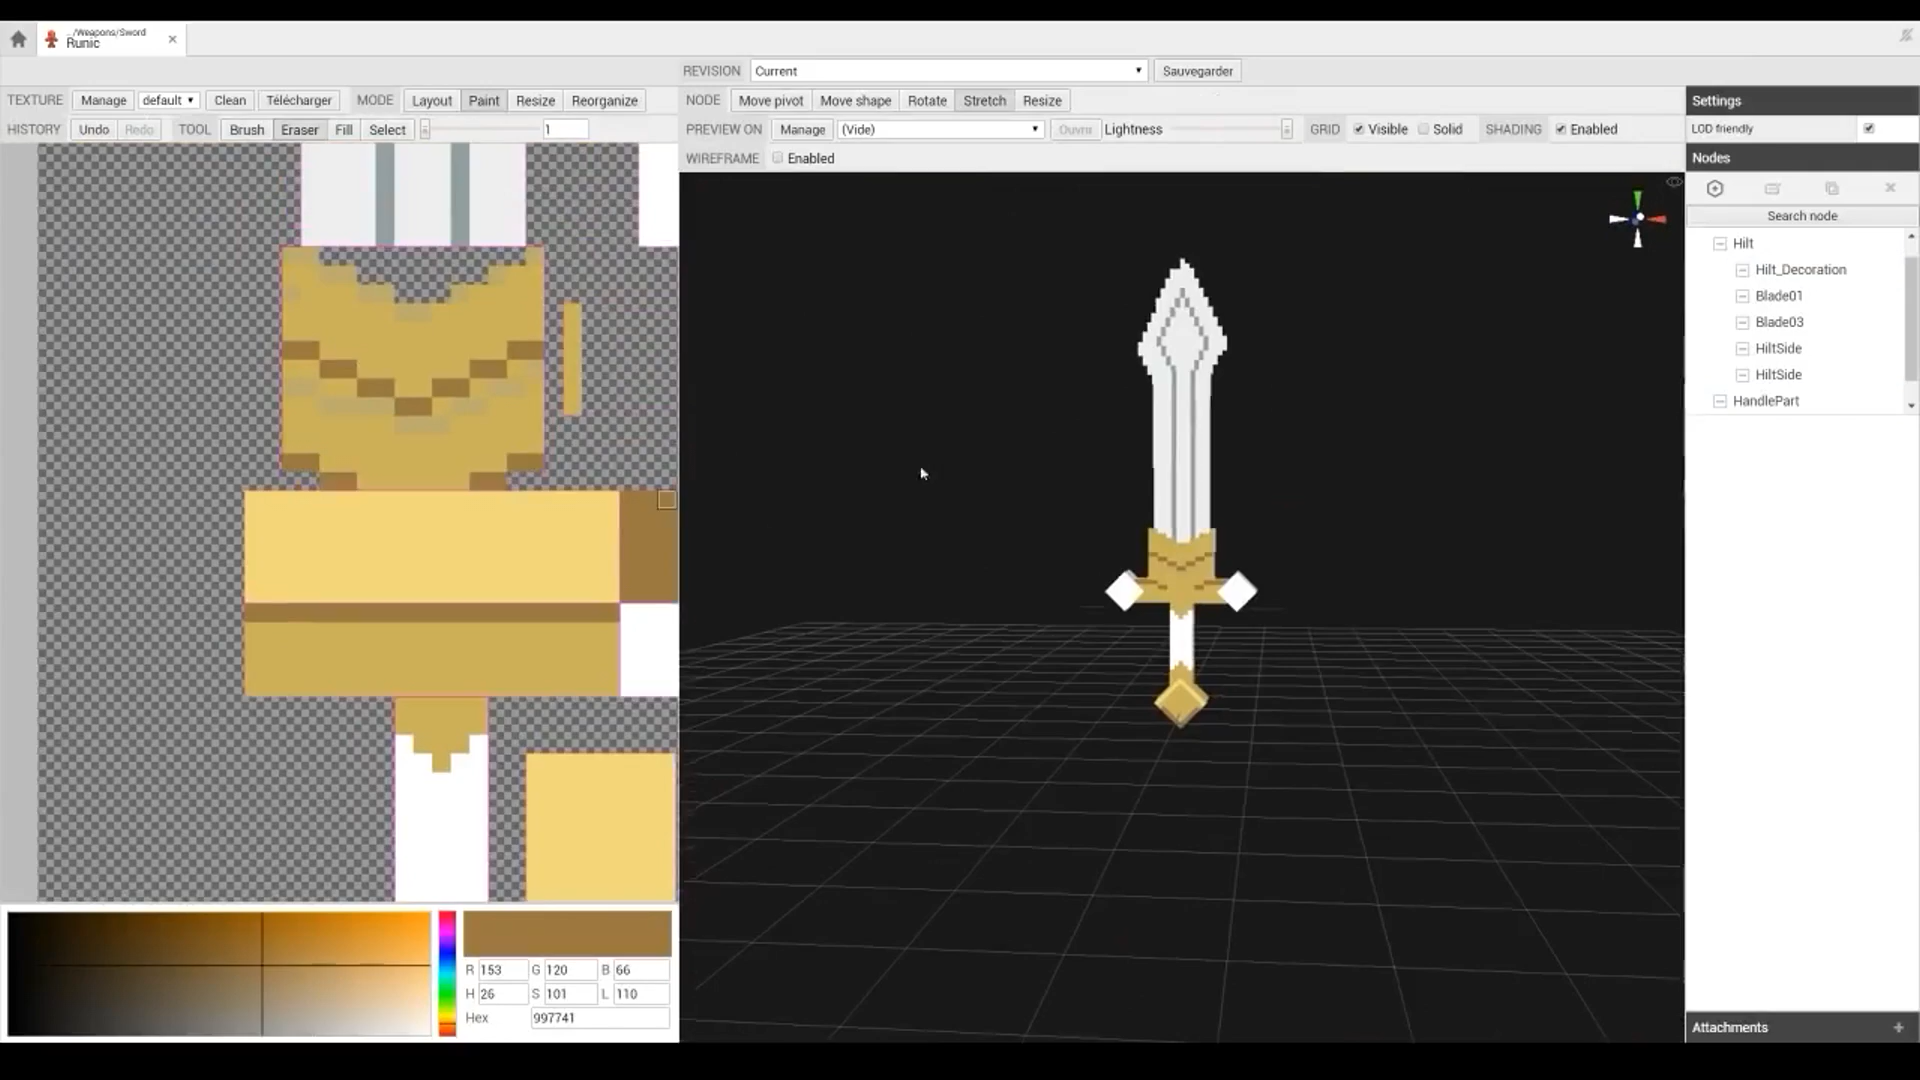 ../Weapons/Sword
Runic
REVISION Current Sauvegarder
TEXTURE Manage default Clean Télécharger MODE Layout Paint Resize Reorganize
NODE Move pivot Move shape Rotate Stretch Resize
Settings
HISTORY Undo Redo TOOL Brush Eraser Fill Select 1
PREVIEW ON Manage (Vide) Ouvrir Lightness GRID Visible Solid SHADING Enabled
LOD friendly
WIREFRAME Enabled
Nodes
Search node
Hilt
Hilt_Decoration
Blade01
Blade03
HiltSide
HiltSide
HandlePart
R 153 G 120 B 66
H 26 S 101 L 110
Hex 997741
Attachments